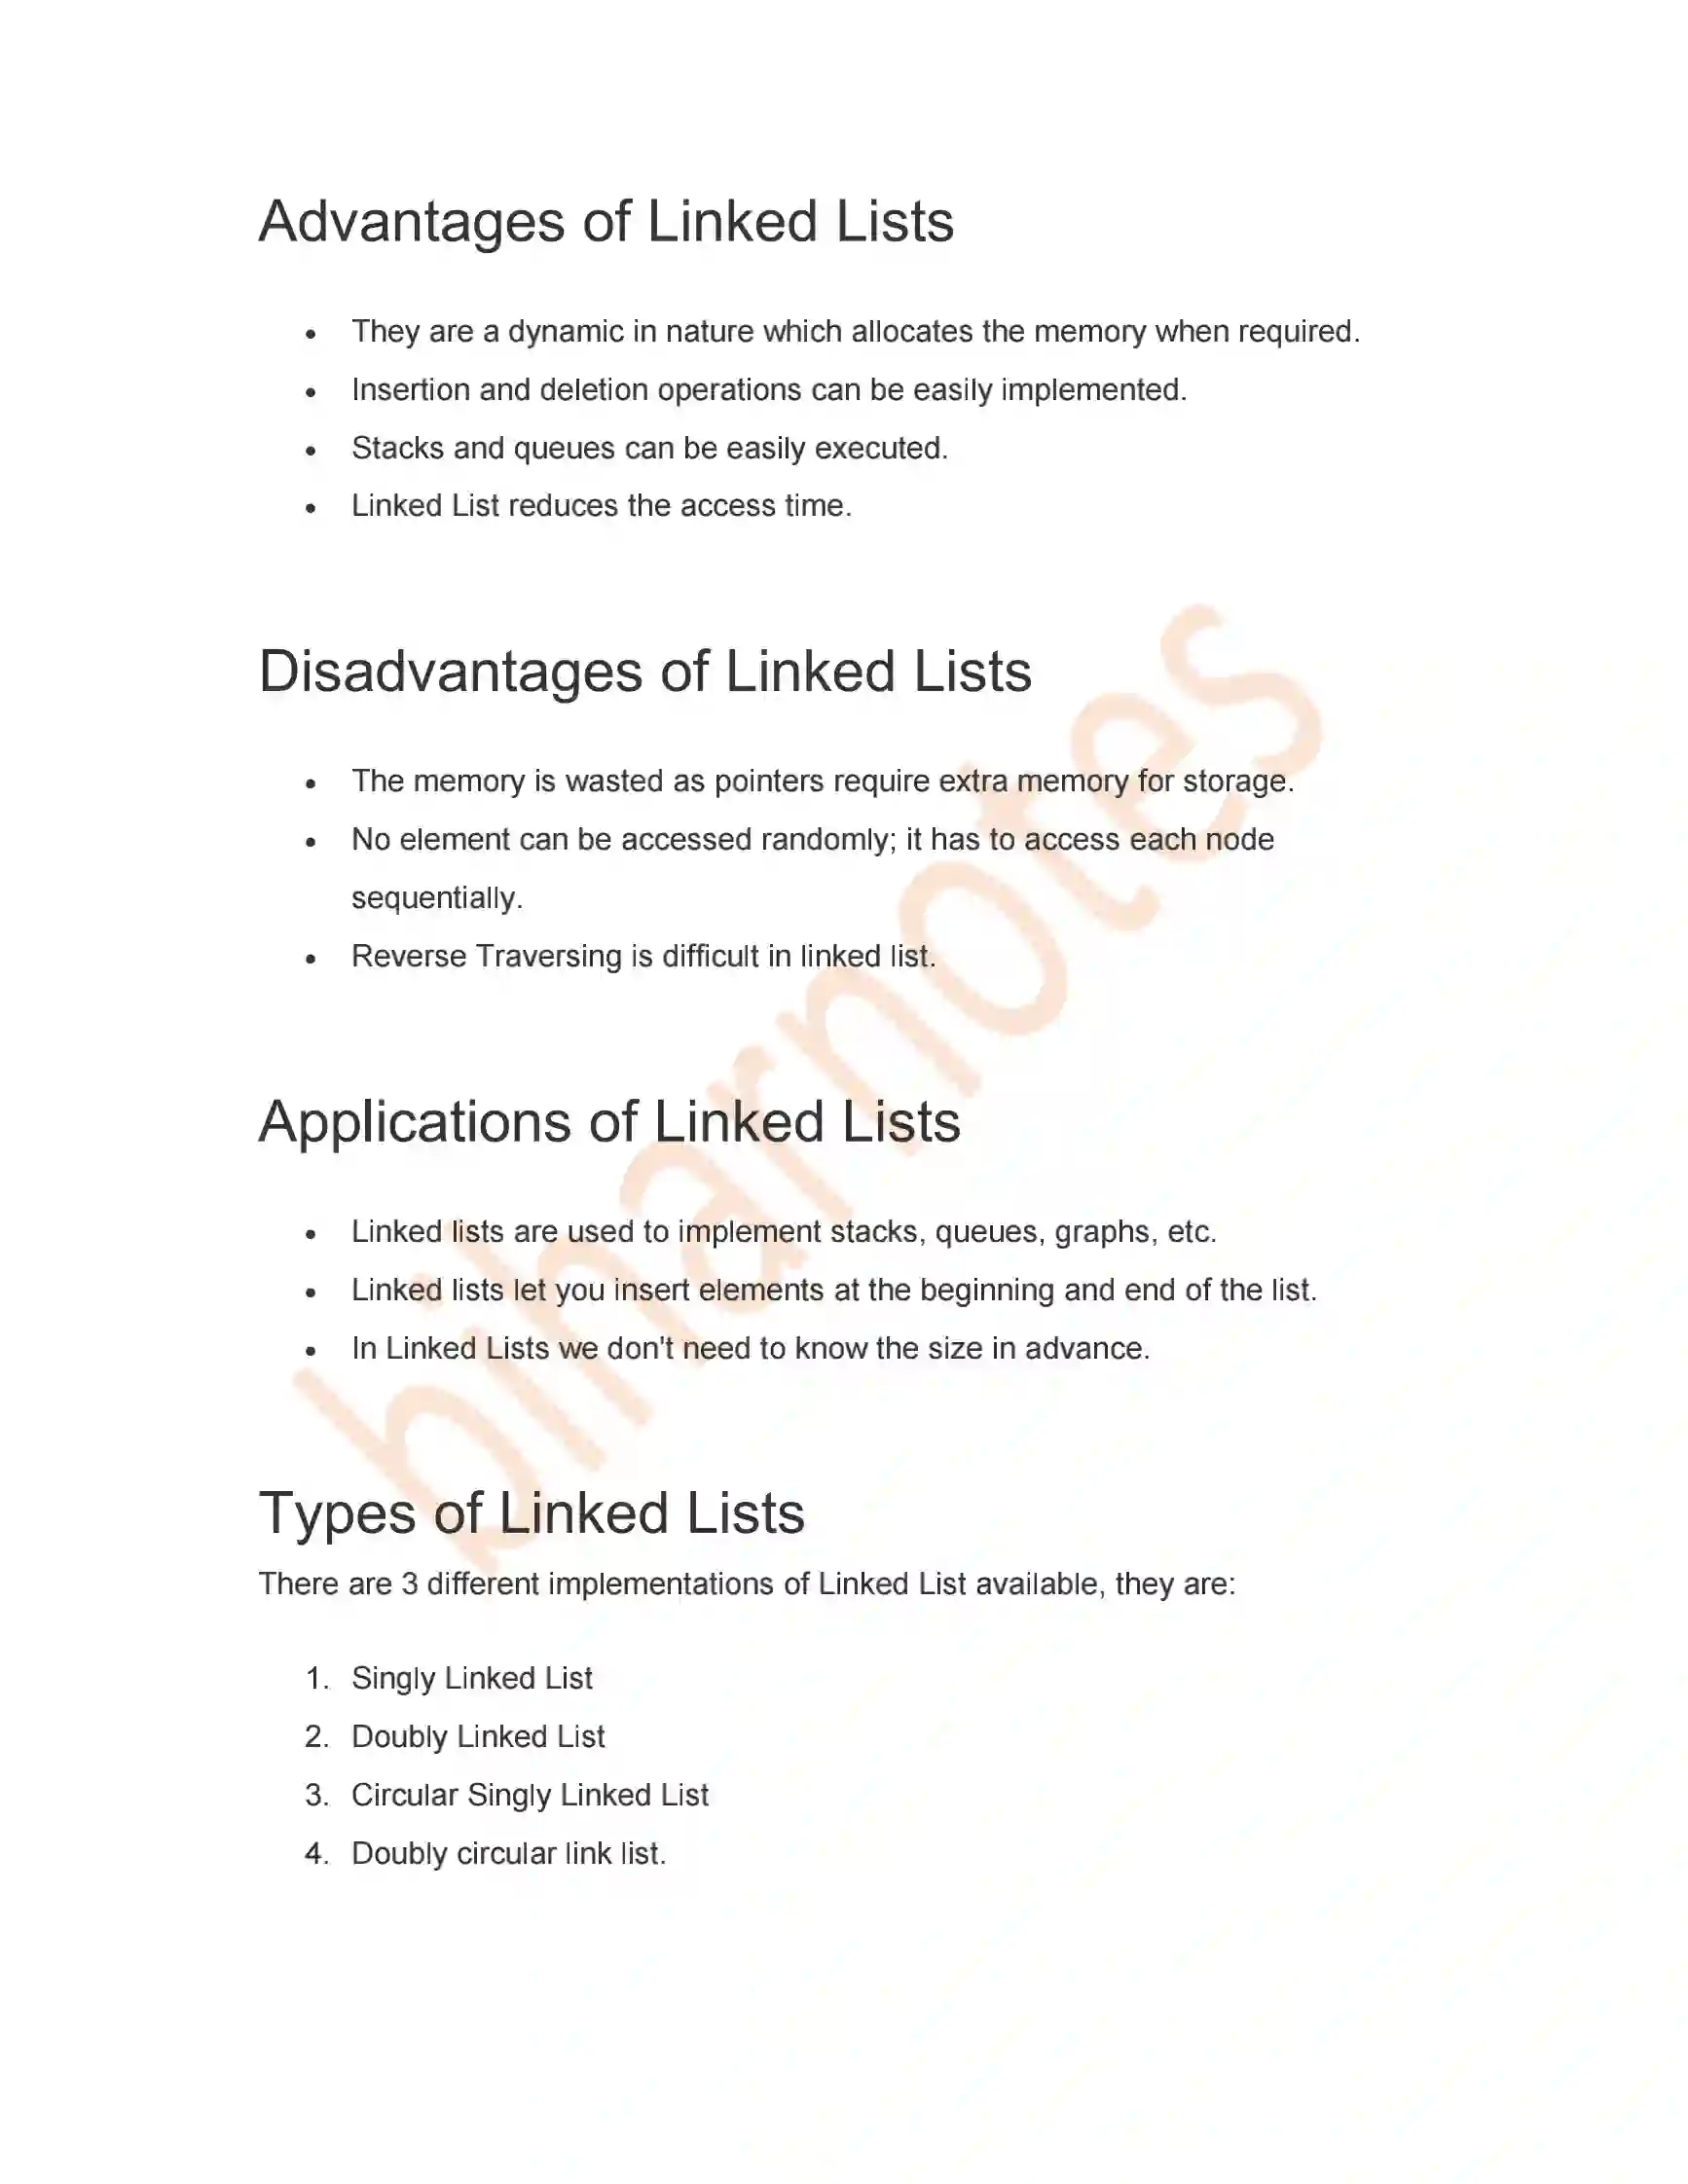 Advantages of Linked Lists
• They are a dynamic in nature which allocates the memory when required.
• Insertion and deletion operations can be easily implemented.
• Stacks and queues can be easily executed.
• Linked List reduces the access time.
Disadvantages of Linked Lists
• The memory is wasted as pointers require extra memory for storage.
• No element can be accessed randomly; it has to access each node
sequentially.
• Reverse Traversing is difficult in linked list.
Applications of Linked Lists
• Linked lists are used to implement stacks, queues, graphs, etc.
• Linked lists let you insert elements at the beginning and end of the list.
• In Linked Lists we don't need to know the size in advance.
Types of Linked Lists
There are 3 different implementations of Linked List available, they are:
1. Singly Linked List
2. Doubly Linked List
3. Circular Singly Linked List
4. Doubly circular link list.
biharnotes